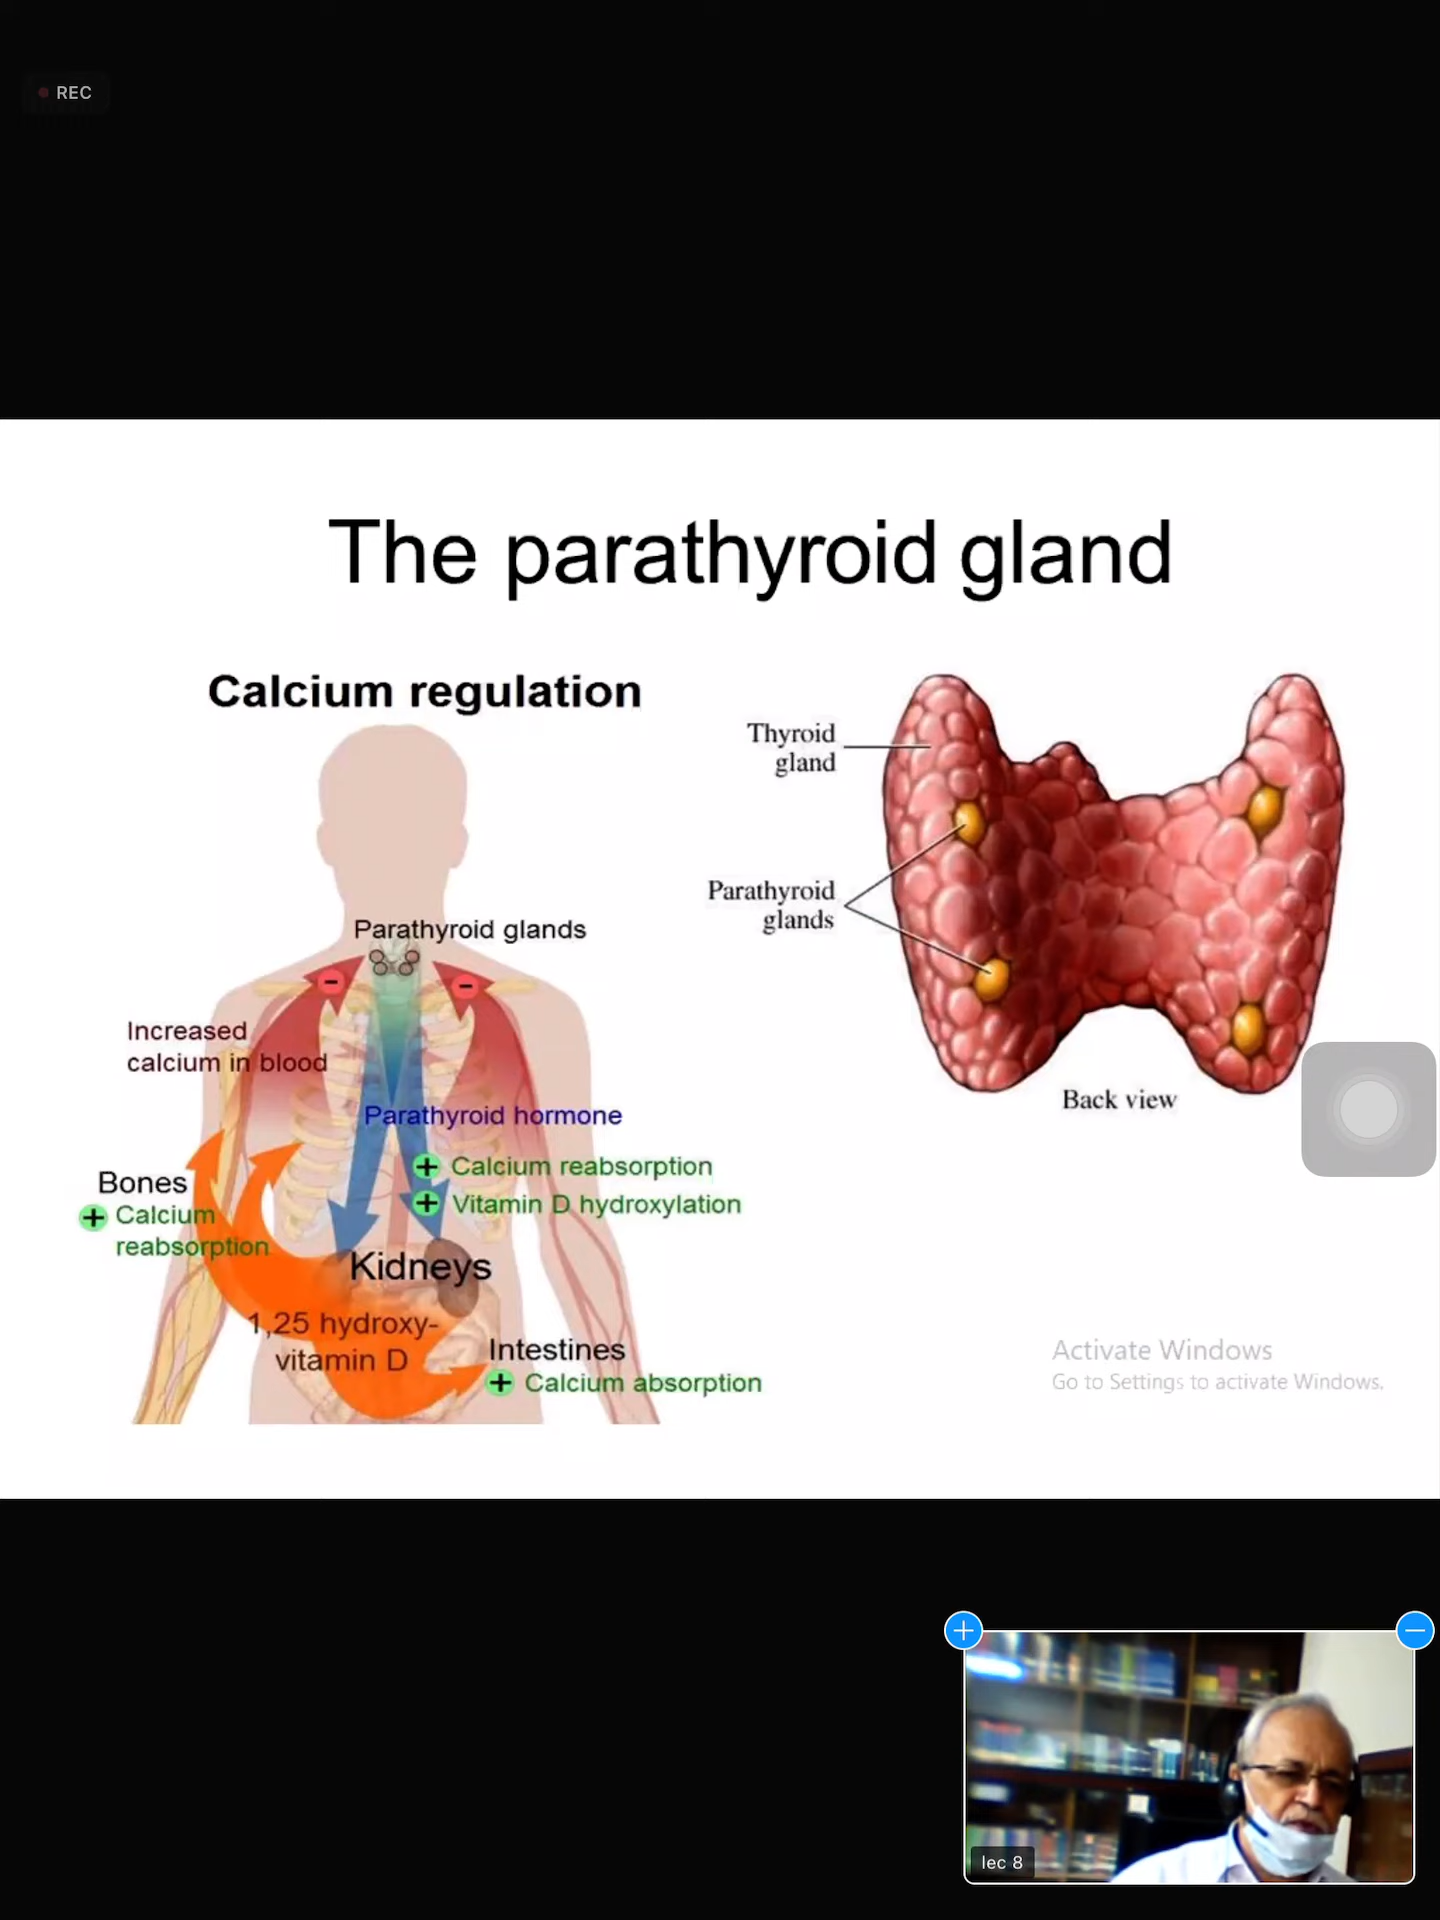 REC
The parathyroid gland
Calcium regulation
Thyroid
gland
Parathyroid
glands
Back view
Parathyroid glands
Increased
calcium in blood
Parathyroid hormone
Calcium reabsorption
Vitamin D hydroxylation
Bones
Calcium
reabsorption
Kidneys
1,25 hydroxy-
vitamin D
Intestines
Calcium absorption
Activate Windows
Go to Settings to activate Windows.
lec 8